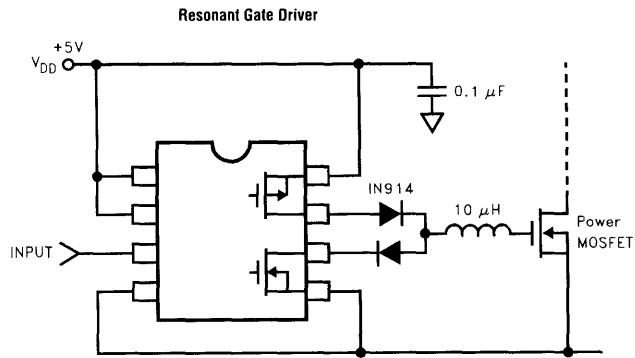 Resonant Gate Driver
+5V
VDD
0.1 μF
IN914
10 μH
Power
MOSFET
INPUT